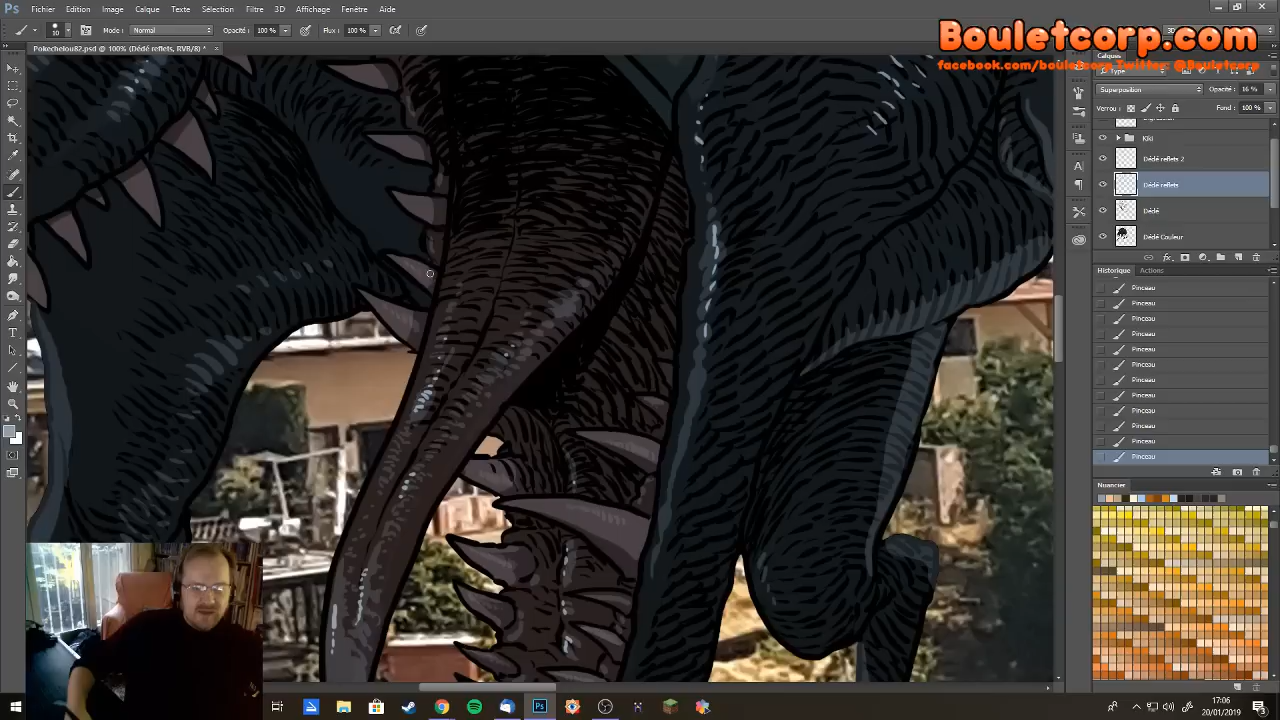 Fichier Edition Image Calque Texte Sélection Filtre 3D Affichage Fenêtre Aide
Bouletcorp.com
facebook.com/bouletcorp Twitter: @Bouletcorp
10 Mode : Normal Opacité : 100 % Flux : 100 %
Pokechelou82.psd @ 100% (Dédé reflets, RVB/8) *
Calques
Type
Superposition Opacité : 16 %
Verrou : Fond : 100 %
Kiki
Dédé reflets 2
Dédé reflets
Dédé
Dédé Couleur
Historique Actions
Pinceau
Pinceau
Pinceau
Pinceau
Pinceau
Pinceau
Pinceau
Pinceau
Pinceau
Pinceau
Pinceau
Pinceau
Nuancier
17:06
20/01/2019